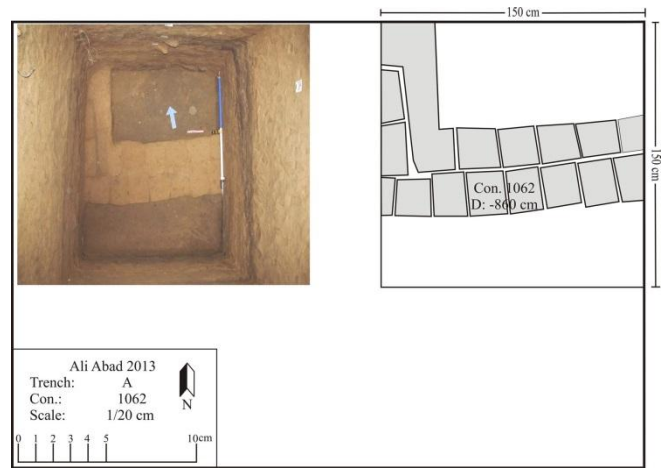 150 cm
150 cm
Con. 1062
D: -860 cm
Ali Abad 2013
Trench: A
Con.: 1062
Scale: 1/20 cm
N
0 1 2 3 4 5 10cm